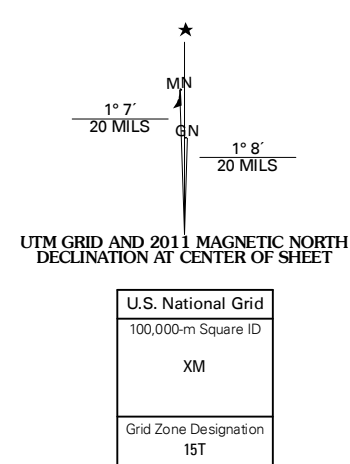 ★
MN
1° 7´
20 MILS
GN
1° 8´
20 MILS
UTM GRID AND 2011 MAGNETIC NORTH
DECLINATION AT CENTER OF SHEET
U.S. National Grid
100,000-m Square ID
XM
Grid Zone Designation
15T